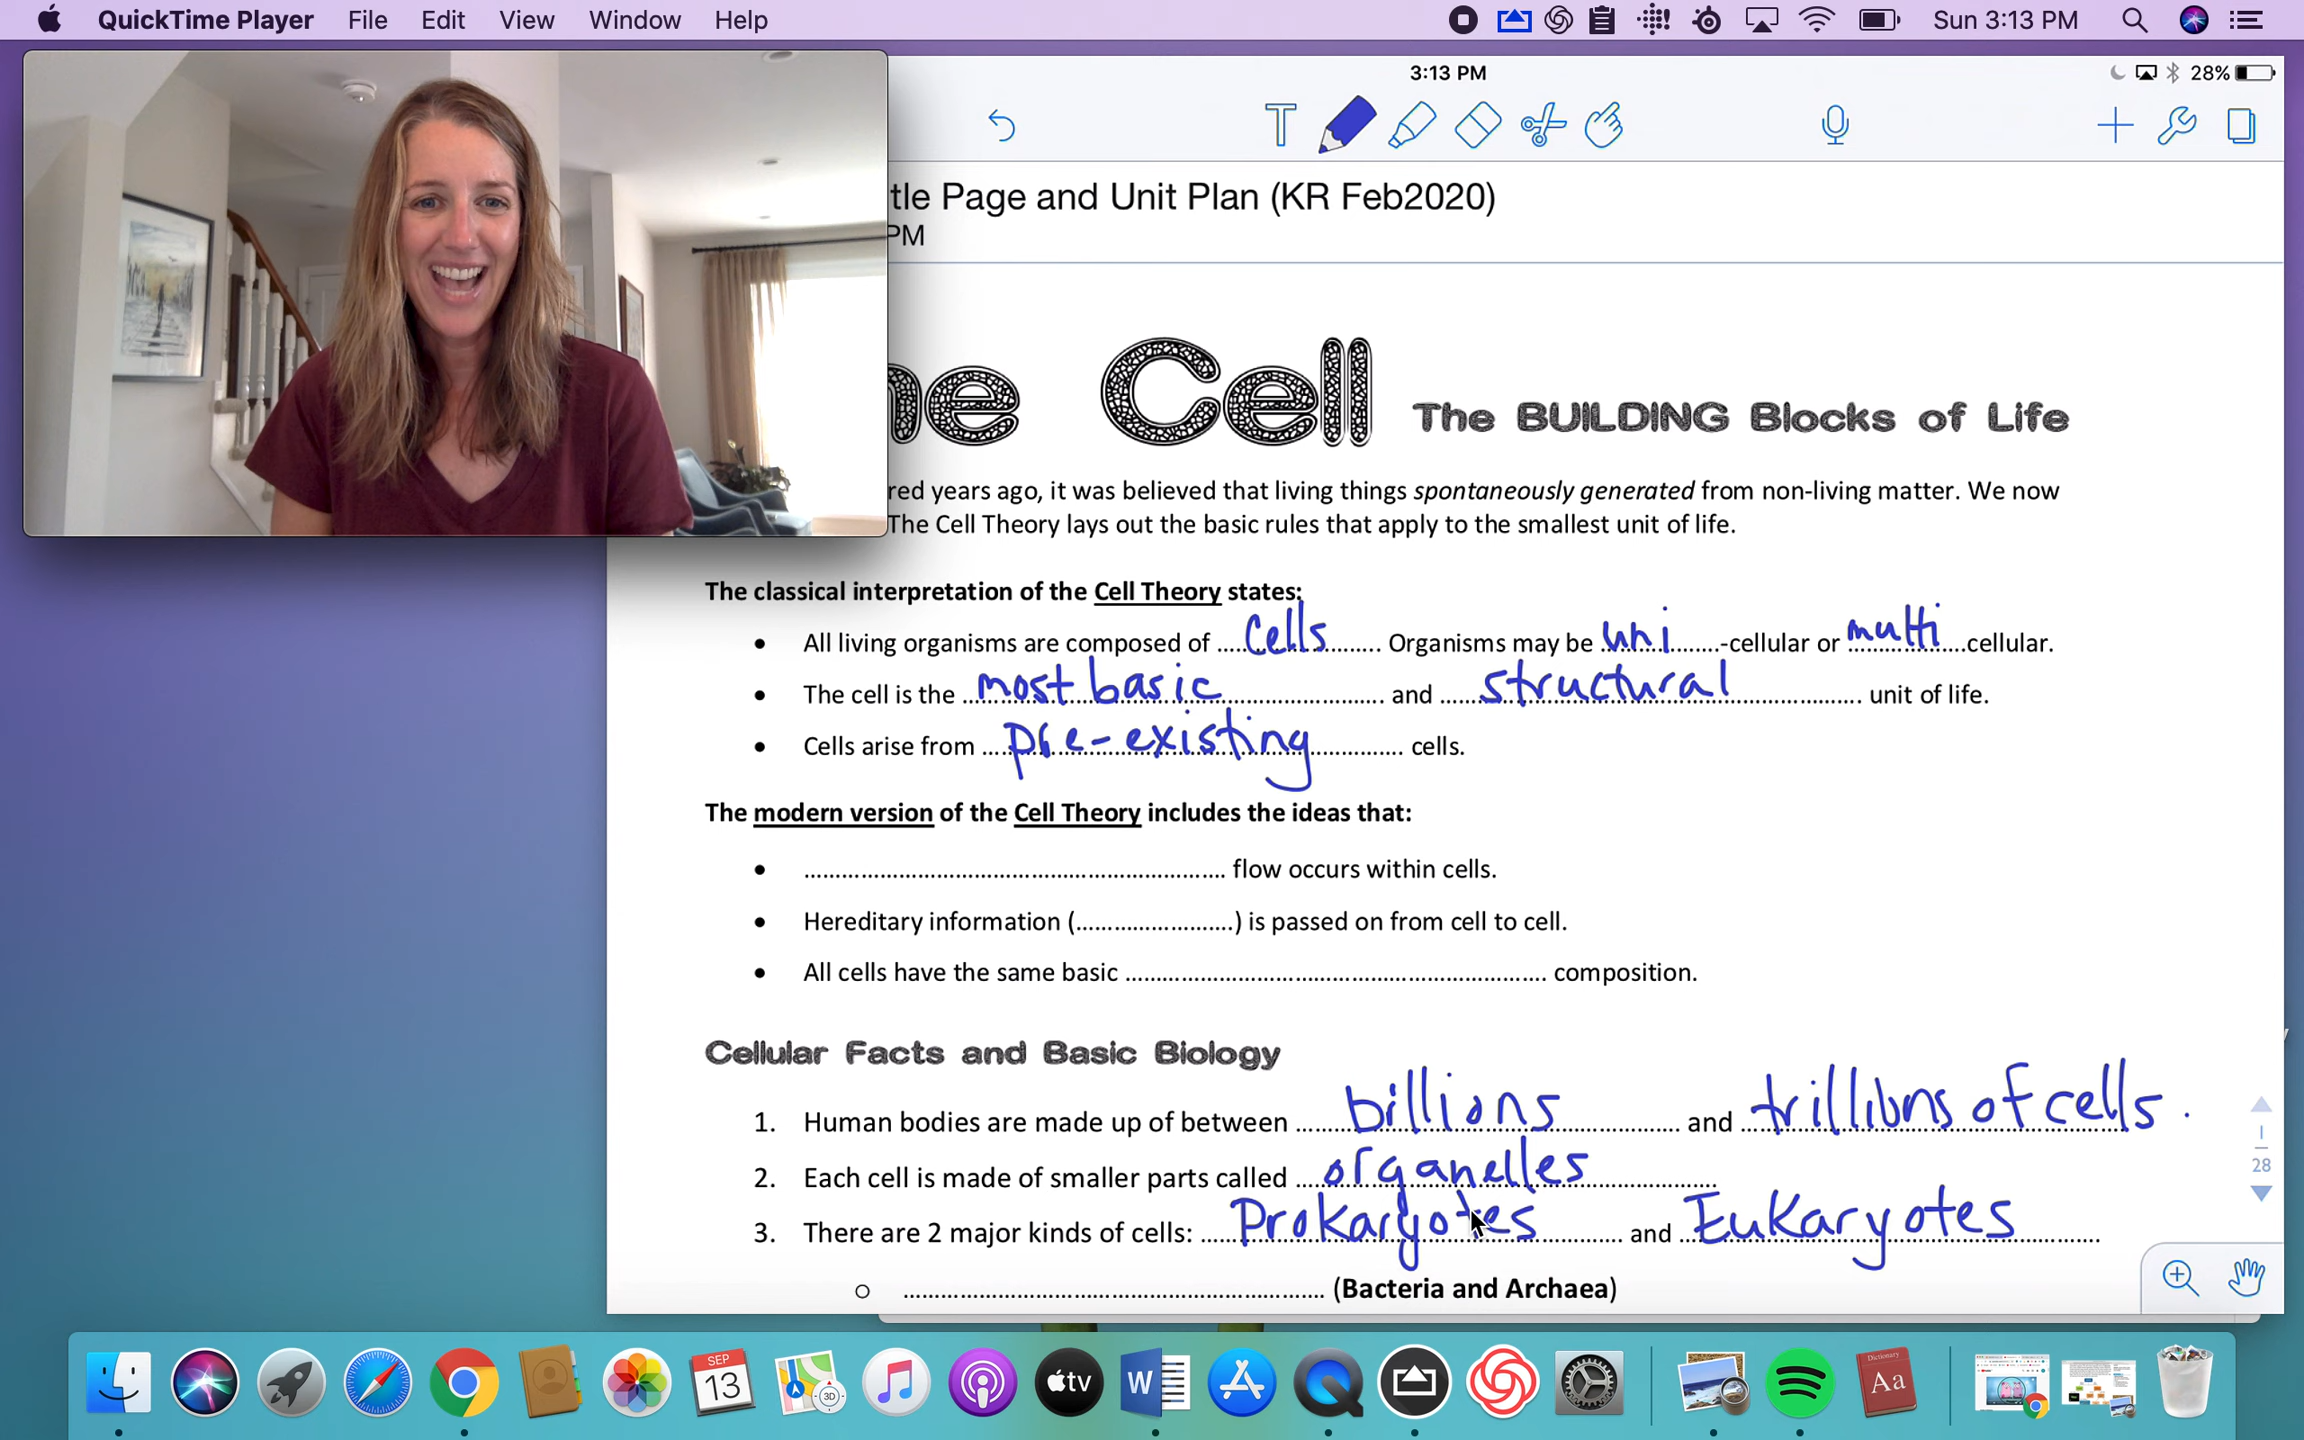 QuickTime Player File Edit View Window Help Sun 3:13 PM
3:13 PM 28%
T
tle Page and Unit Plan (KR Feb2020)
PM
he Cell The BUILDING Blocks of Life
red years ago, it was believed that living things spontaneously generated from non-living matter. We now
The Cell Theory lays out the basic rules that apply to the smallest unit of life.
The classical interpretation of the Cell Theory states:
• All living organisms are composed of ....cells.... Organisms may be uni....-cellular or multi....cellular.
• The cell is the ....most basic.... and ....structural.... unit of life.
• Cells arise from ....pre-existing.... cells.
The modern version of the Cell Theory includes the ideas that:
• .................... flow occurs within cells.
• Hereditary information (....................) is passed on from cell to cell.
• All cells have the same basic .................... composition.
Cellular Facts and Basic Biology
1. Human bodies are made up of between ....billions.... and ....trillions of cells.
2. Each cell is made of smaller parts called ....organelles....
3. There are 2 major kinds of cells: ....Prokaryotes.... and ....Eukaryotes....
o .................... (Bacteria and Archaea)
1
28
SEP
13
3D
tv
W
Dictionary
Aa